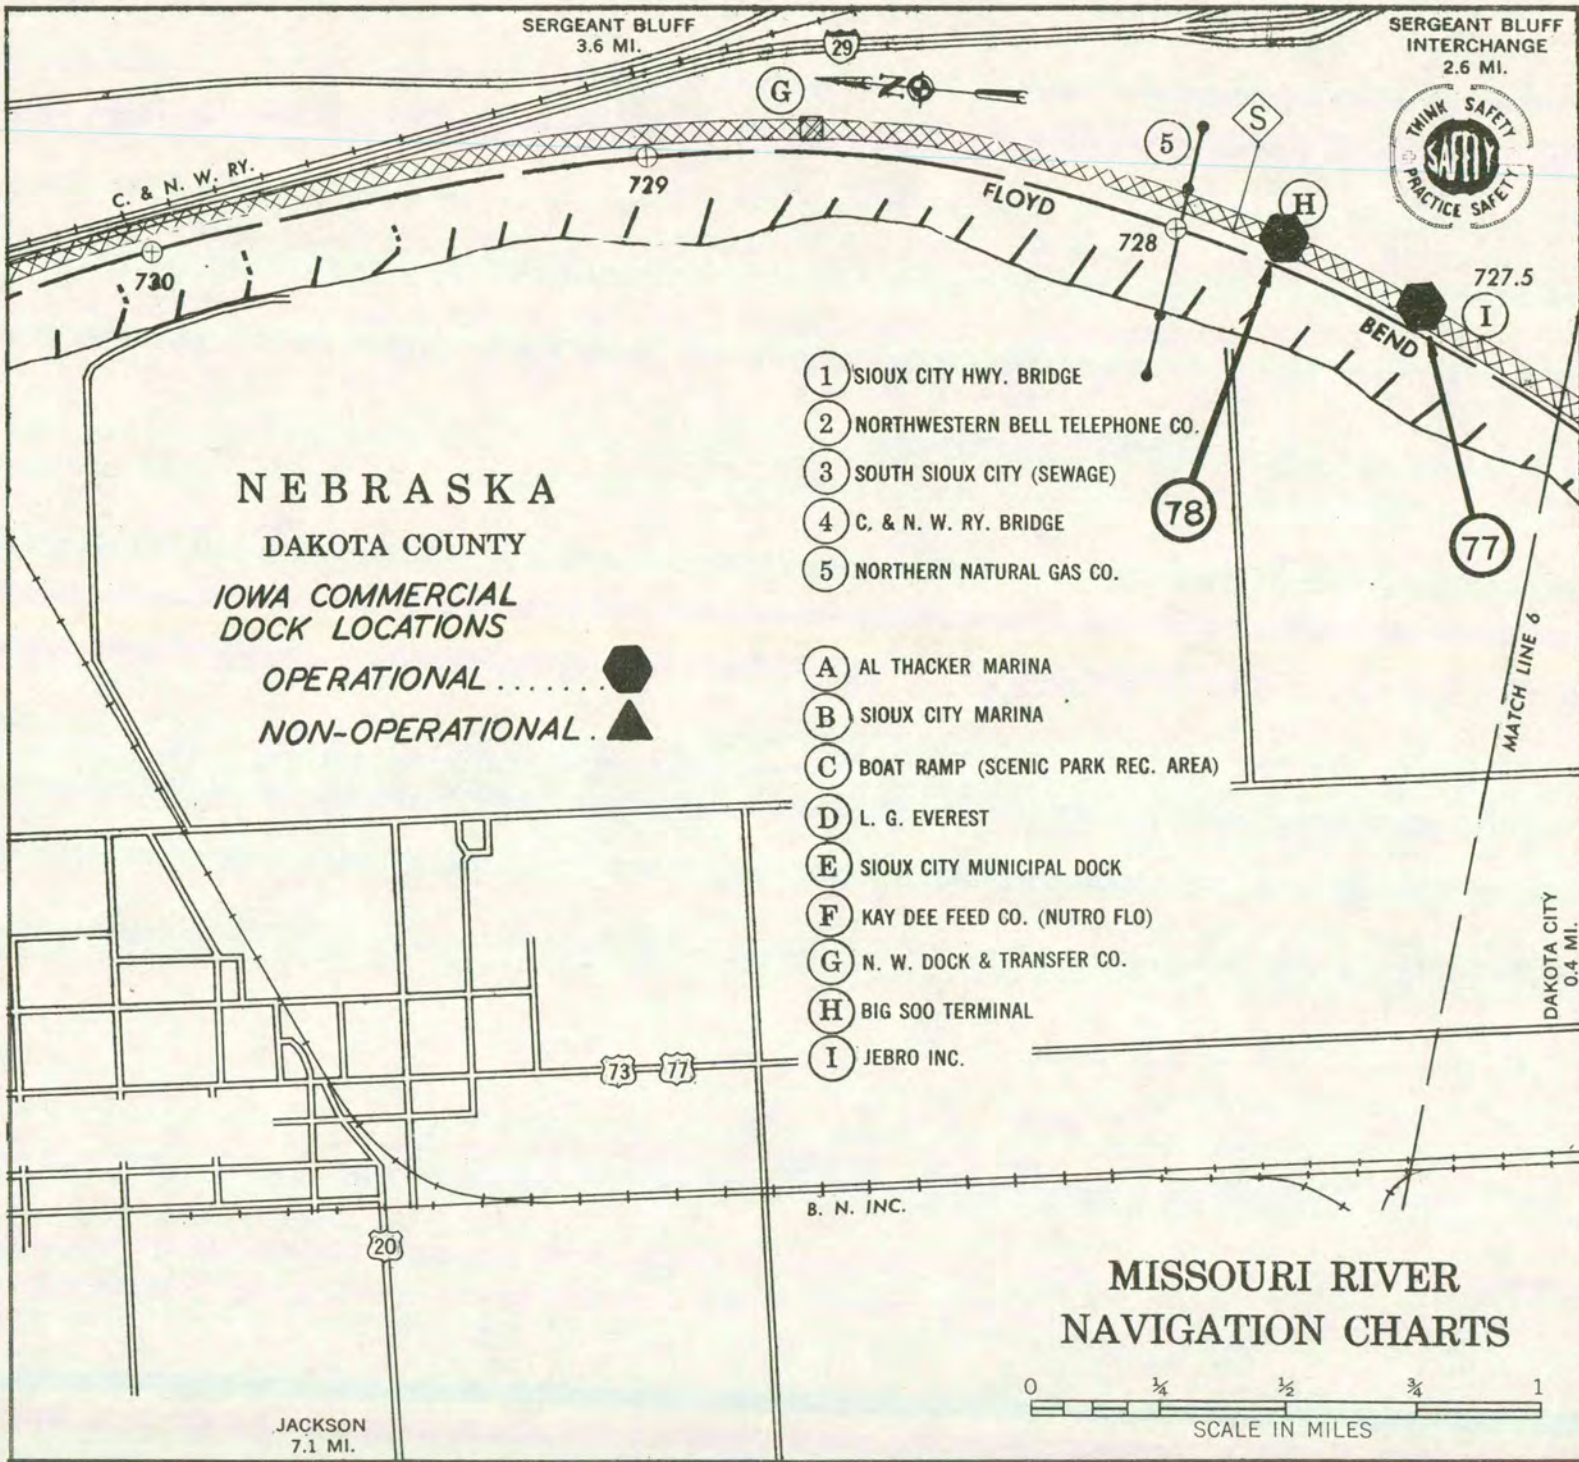 SERGEANT BLUFF
3.6 MI.
29
SERGEANT BLUFF
INTERCHANGE
2.6 MI.
THINK SAFETY
SAFETY
PRACTICE SAFETY
G
N
5
S
H
C. & N. W. RY.
729
FLOYD
728
730
727.5
I
BEND
78
77
1 SIOUX CITY HWY. BRIDGE
2 NORTHWESTERN BELL TELEPHONE CO.
3 SOUTH SIOUX CITY (SEWAGE)
4 C. & N. W. RY. BRIDGE
5 NORTHERN NATURAL GAS CO.
NEBRASKA
DAKOTA COUNTY
IOWA COMMERCIAL
DOCK LOCATIONS
OPERATIONAL .......
NON-OPERATIONAL .
A AL THACKER MARINA
B SIOUX CITY MARINA
C BOAT RAMP (SCENIC PARK REC. AREA)
D L. G. EVEREST
E SIOUX CITY MUNICIPAL DOCK
F KAY DEE FEED CO. (NUTRO FLO)
G N. W. DOCK & TRANSFER CO.
H BIG SOO TERMINAL
I JEBRO INC.
MATCH LINE 6
DAKOTA CITY
0.4 MI.
73 77
B. N. INC.
20
JACKSON
7.1 MI.
MISSOURI RIVER
NAVIGATION CHARTS
0 ¼ ½ ¾ 1
SCALE IN MILES